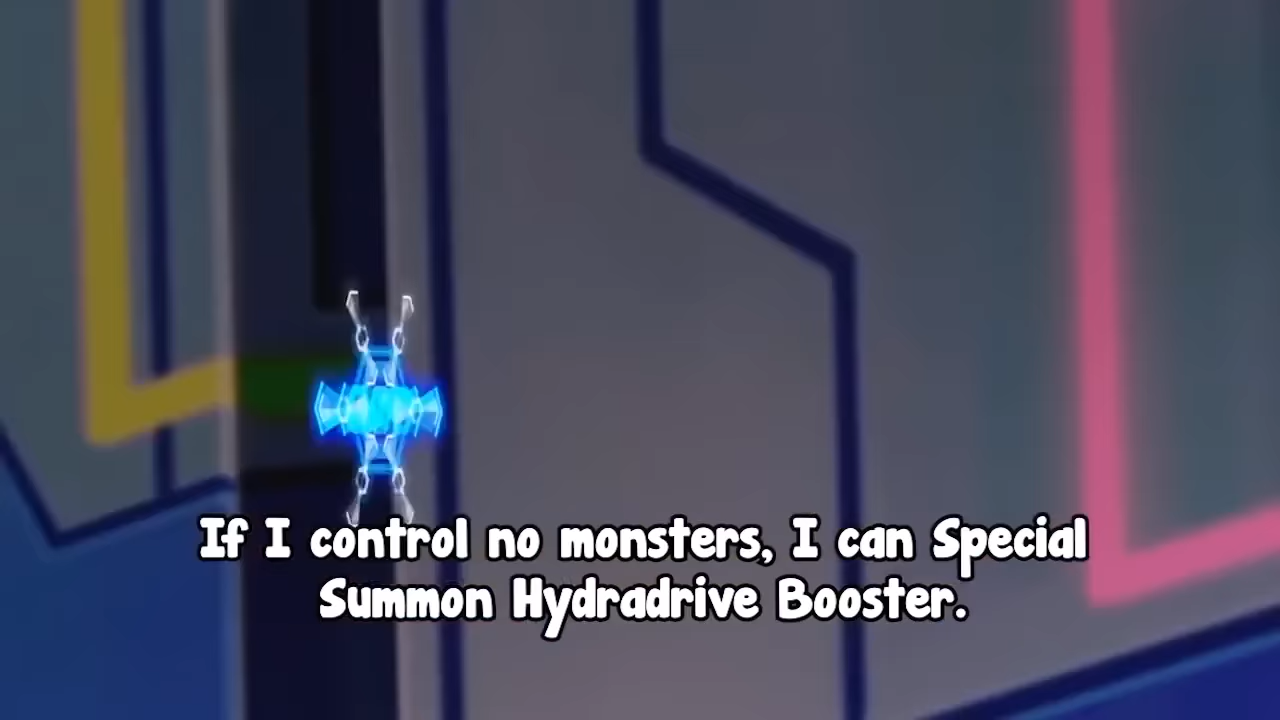 If I control no monsters, I can Special
Summon Hydradrive Booster.